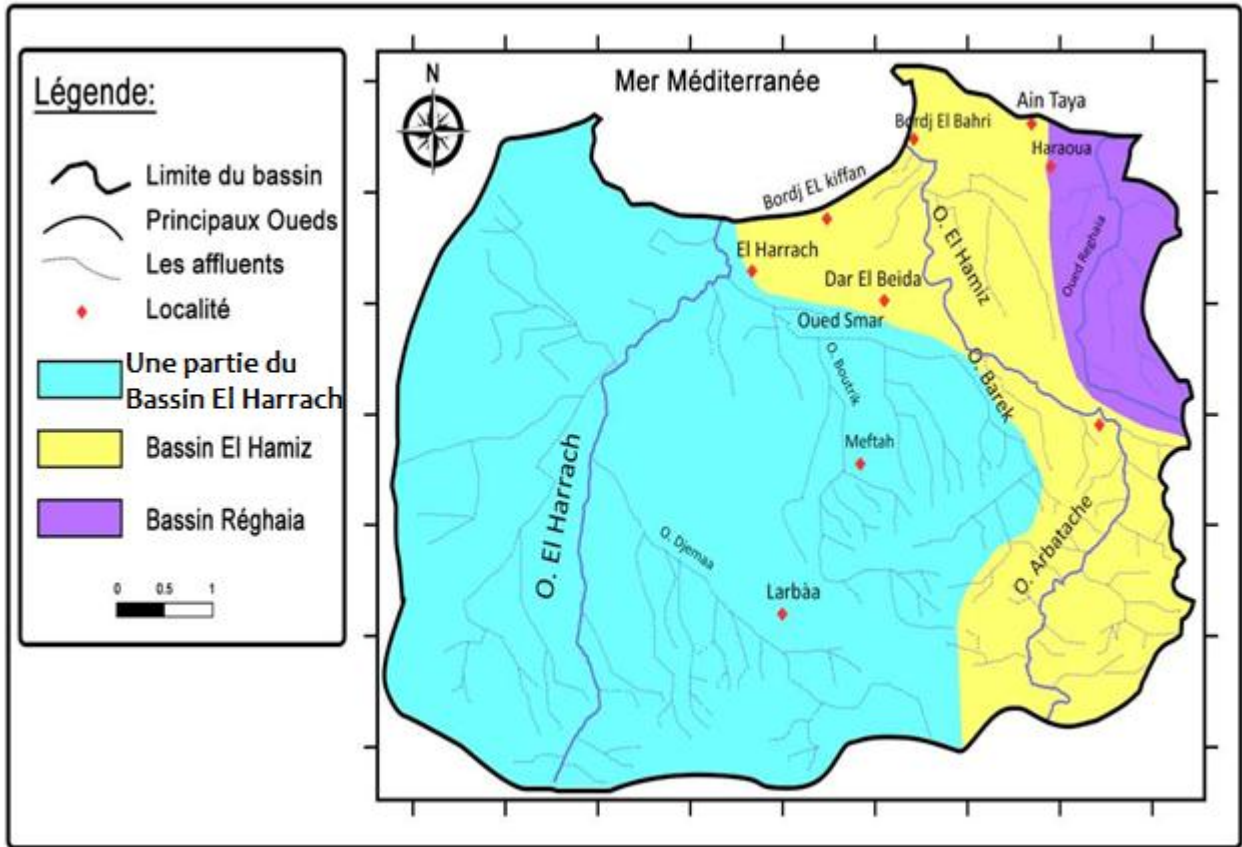 Légende:
Limite du bassin
Principaux Oueds
Les affluents
Localité
Une partie du
Bassin El Harrach
Bassin El Hamiz
Bassin Réghaia
0 0.5 1
N
Mer Méditerranée
Ain Taya
Bordj El Bahri
Haraoua
Bordj EL kiffan
El Harrach
O. El Hamiz
Oued Reghaia
Dar El Beida
Oued Smar
O. Boutrik
O. Barek
Meftah
O. El Harrach
O. Djemaa
O. Arbatache
Larbàa